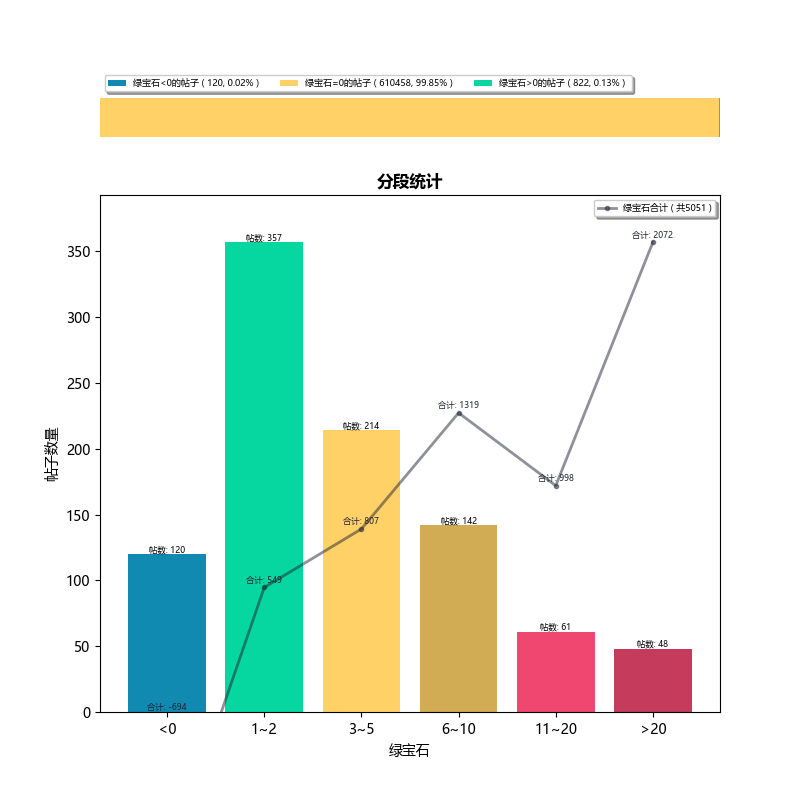 绿宝石<0的帖子 ( 120, 0.02% ) 绿宝石=0的帖子 ( 610458, 99.85% ) 绿宝石>0的帖子 ( 822, 0.13% )
分段统计
绿宝石合计 ( 共5051 )
合计: 2072
帖数: 357
合计: 1319
帖数: 214
合计: 998
合计: 807
帖数: 142
帖数: 120
合计: 549
帖数: 61
帖数: 48
合计: -694
350
300
250
200
150
100
50
0
帖子数量
<0 1~2 3~5 6~10 11~20 >20
绿宝石